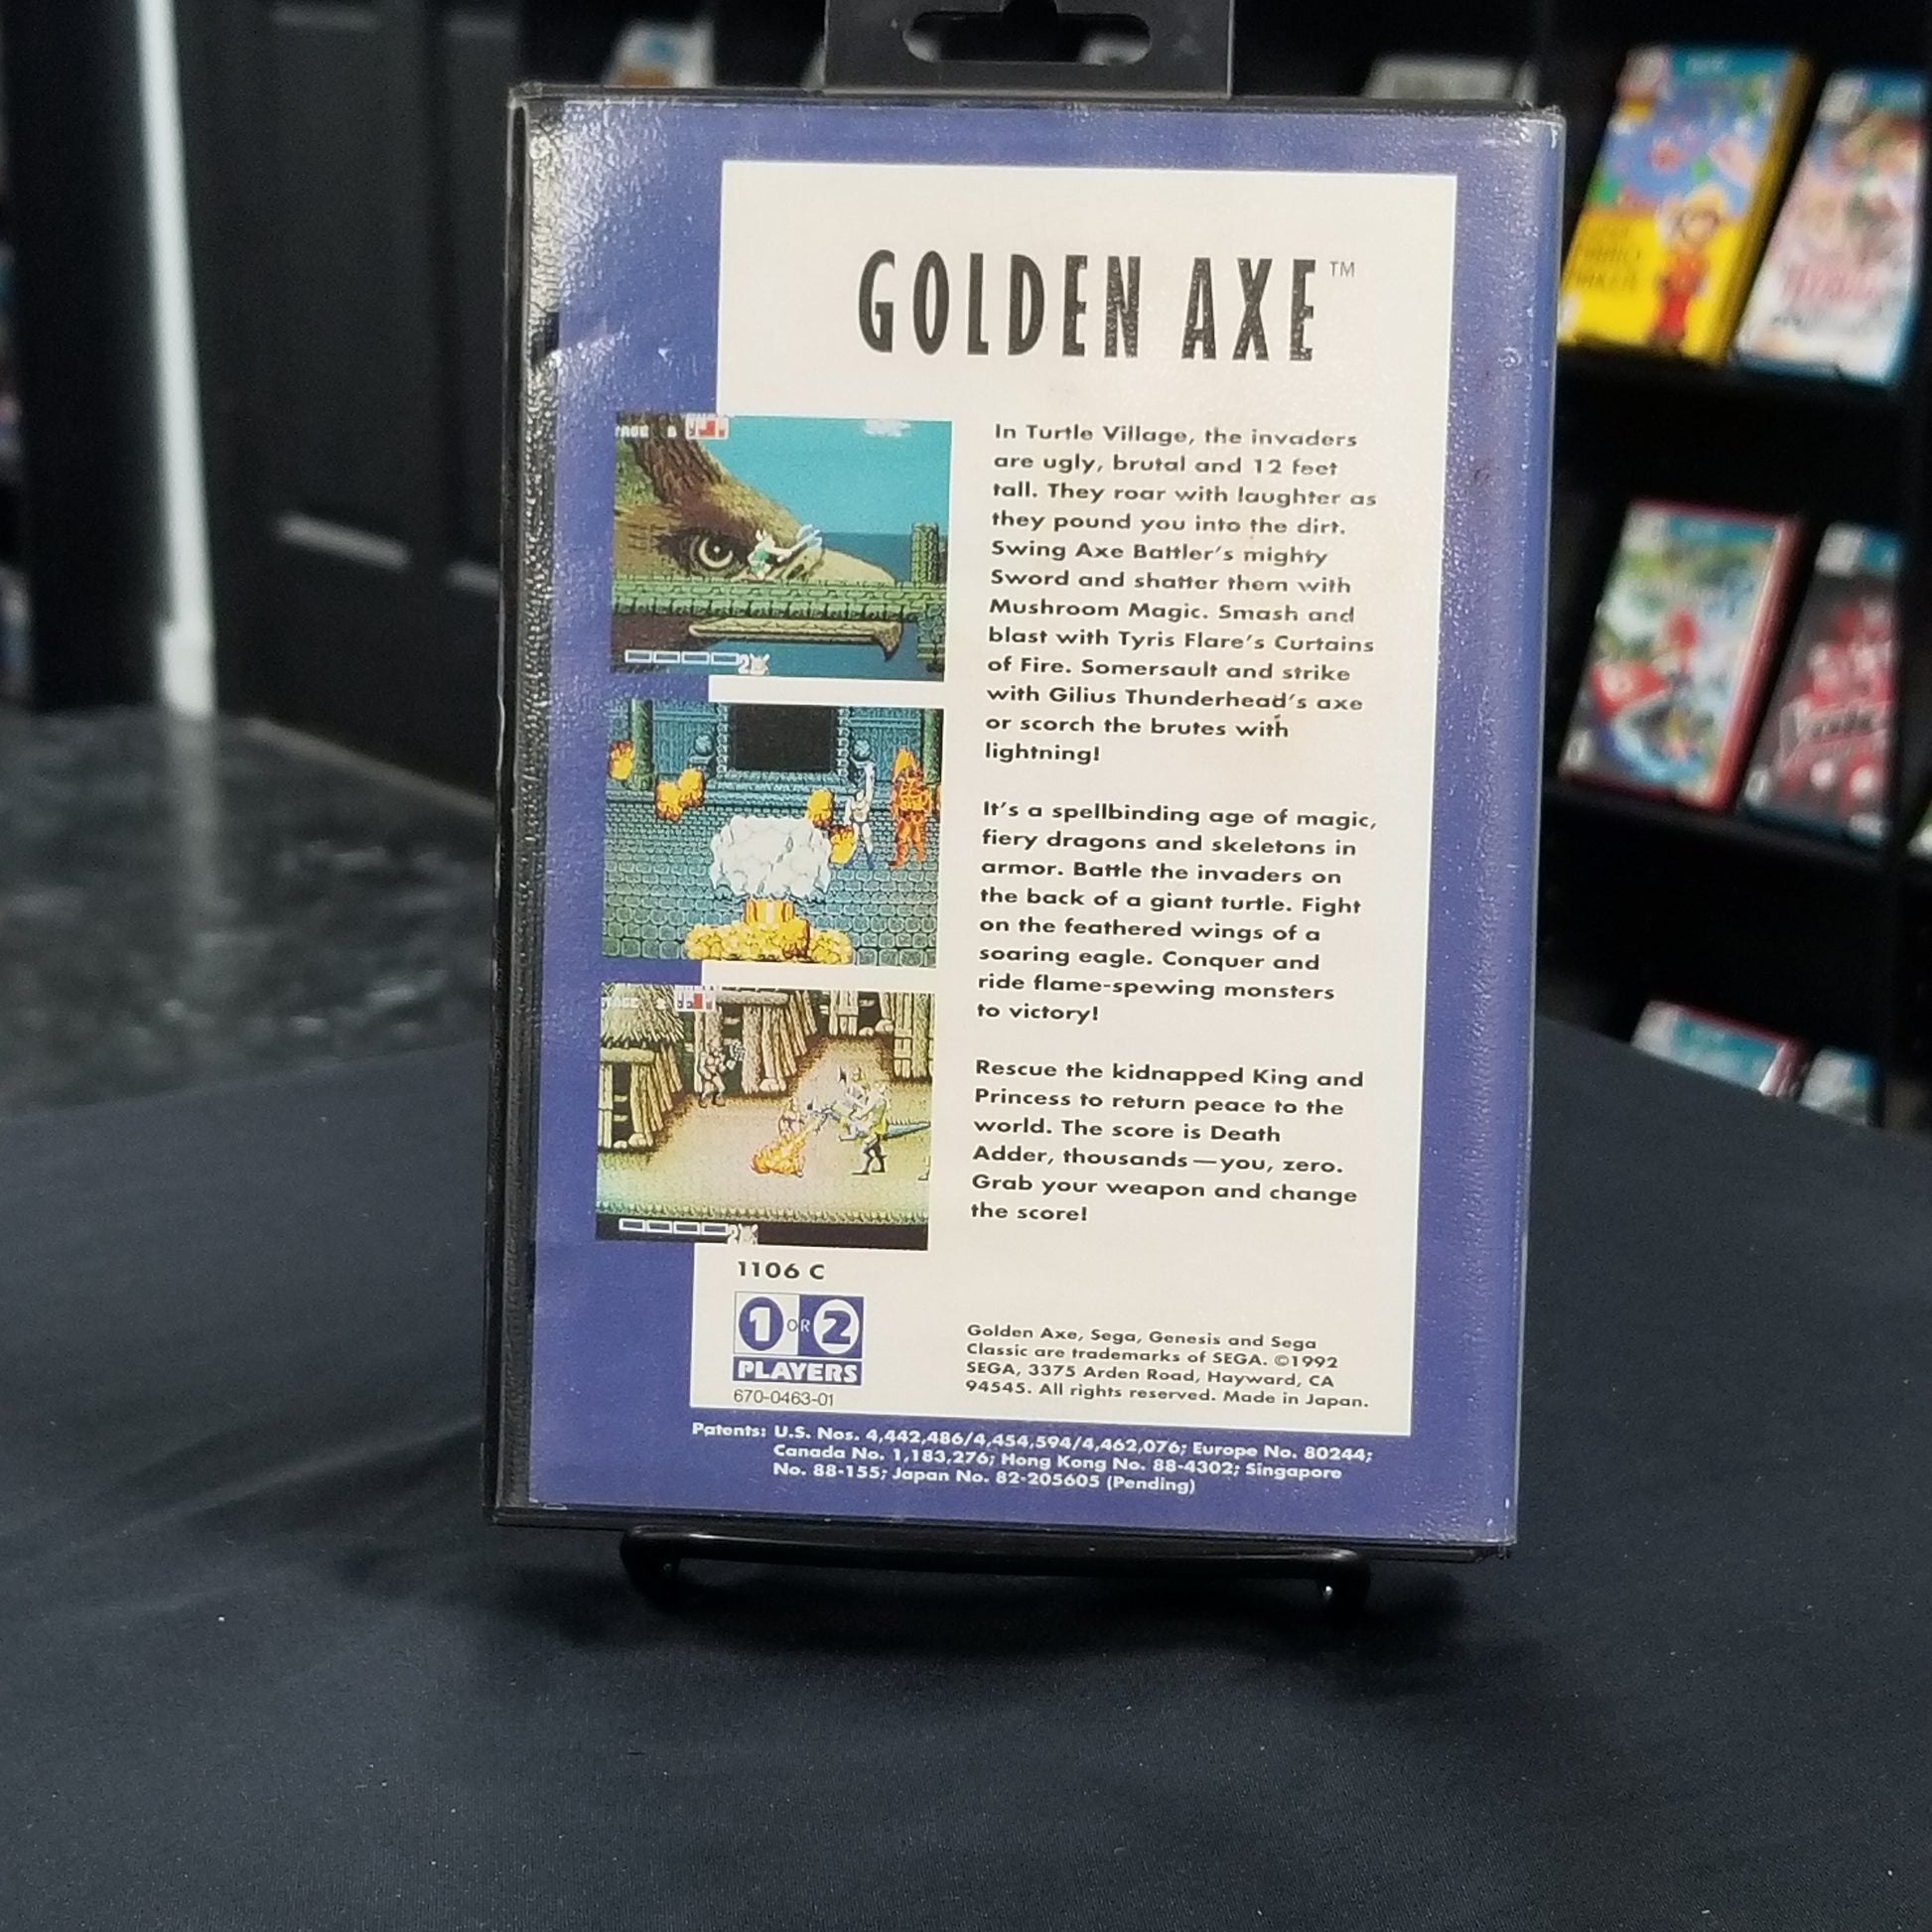 GOLDEN AXE™
In Turtle Village, the invaders
are ugly, brutal and 12 feet
tall. They roar with laughter as
they pound you into the dirt.
Swing Axe Battler's mighty
Sword and shatter them with
Mushroom Magic. Smash and
blast with Tyris Flare's Curtains
of Fire. Somersault and strike
with Gilius Thunderhead's axe
or scorch the brutes with
lightning!
It's a spellbinding age of magic,
fiery dragons and skeletons in
armor. Battle the invaders on
the back of a giant turtle. Fight
on the feathered wings of a
soaring eagle. Conquer and
ride flame-spewing monsters
to victory!
Rescue the kidnapped King and
Princess to return peace to the
world. The score is Death
Adder, thousands—you, zero.
Grab your weapon and change
the score!
1106 C
1 OR 2
PLAYERS
670-0463-01
Golden Axe, Sega, Genesis and Sega
Classic are trademarks of SEGA. ©1992
SEGA, 3375 Arden Road, Hayward, CA
94545. All rights reserved. Made in Japan.
Patents: U.S. Nos. 4,442,486/4,454,594/4,462,076; Europe No. 80244;
Canada No. 1,183,276; Hong Kong No. 88-4302; Singapore
No. 88-155; Japan No. 82-205605 (Pending)